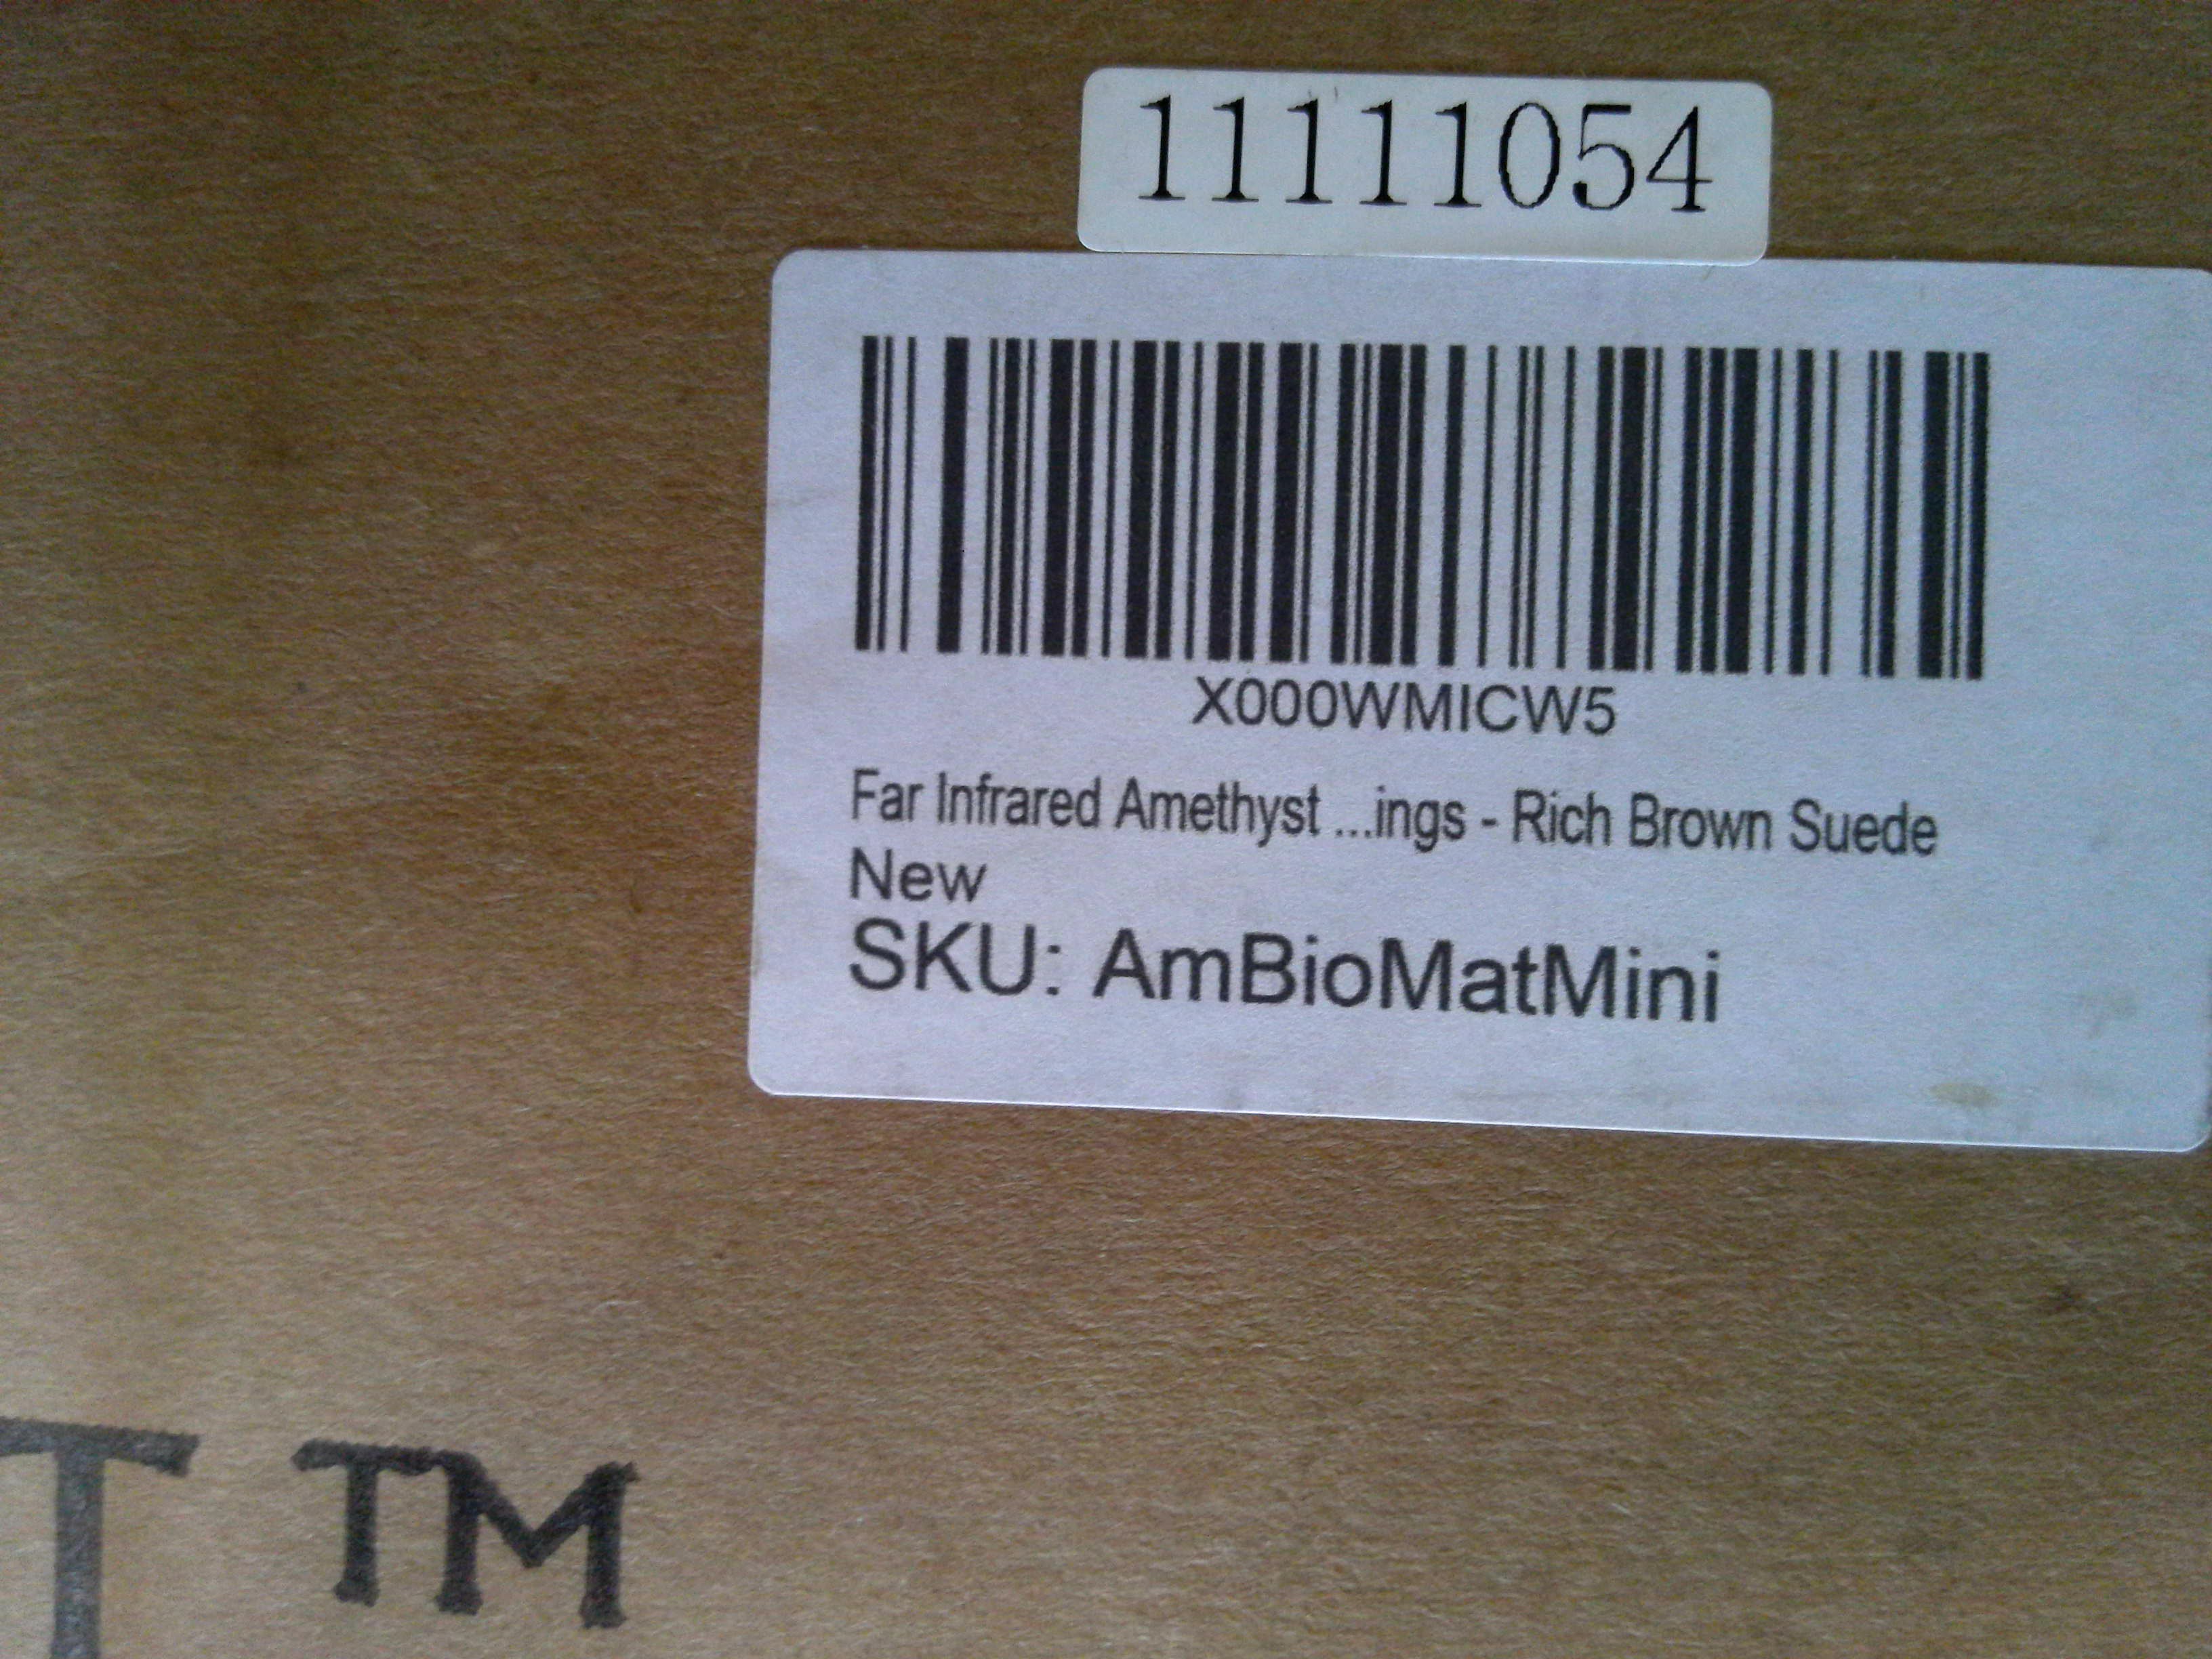 11111054
X000WMICW5
Far Infrared Amethyst ...ings - Rich Brown Suede
New
SKU: AmBioMatMini
T TM